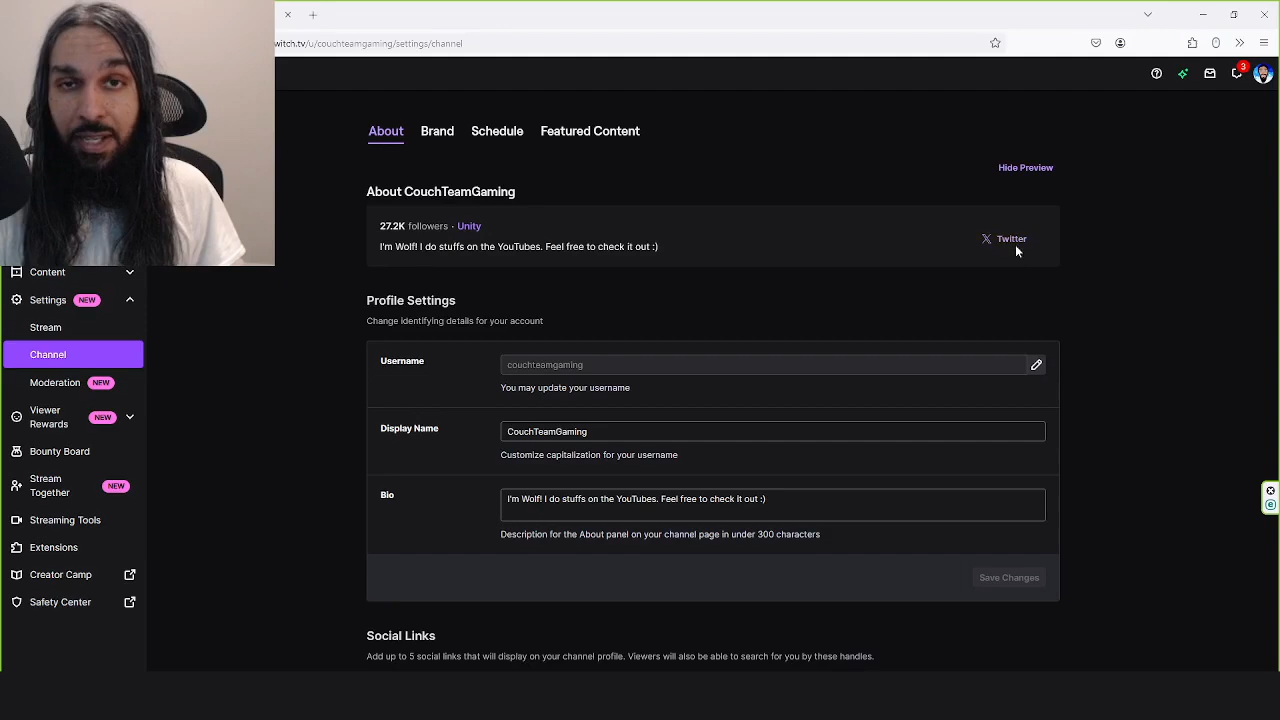 witch.tv/u/couchteamgaming/settings/channel
3
About Brand Schedule Featured Content
Hide Preview
About CouchTeamGaming
27.2K followers · Unity
I'm Wolf! I do stuffs on the YouTubes. Feel free to check it out :)
Twitter
Content
Settings NEW
Stream
Channel
Moderation NEW
Viewer
Rewards NEW
Bounty Board
Stream
Together NEW
Streaming Tools
Extensions
Creator Camp
Safety Center
Profile Settings
Change identifying details for your account
Username
couchteamgaming
You may update your username
Display Name
CouchTeamGaming
Customize capitalization for your username
Bio
I'm Wolf! I do stuffs on the YouTubes. Feel free to check it out :)
Description for the About panel on your channel page in under 300 characters
Save Changes
Social Links
Add up to 5 social links that will display on your channel profile. Viewers will also be able to search for you by these handles.